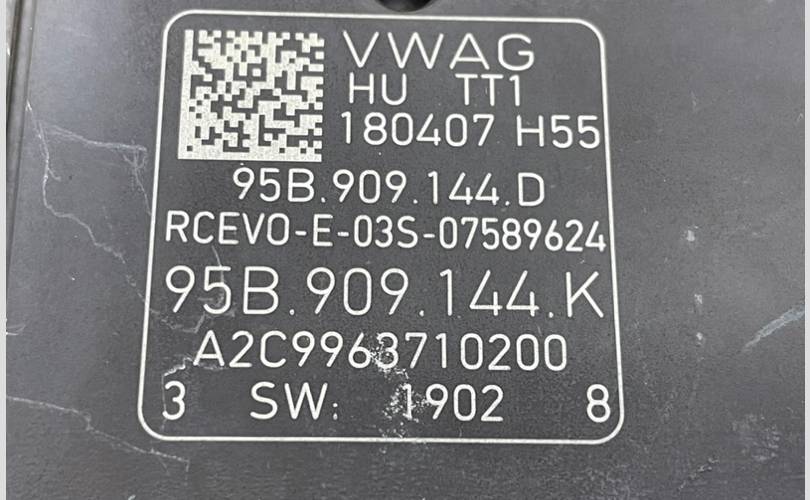 VWAG
HU TT1
180407 H55
95B.909.144.D
RCEVO-E-03S-07589624
95B.909.144.K
A2C9963710200
3 SW: 1902 8